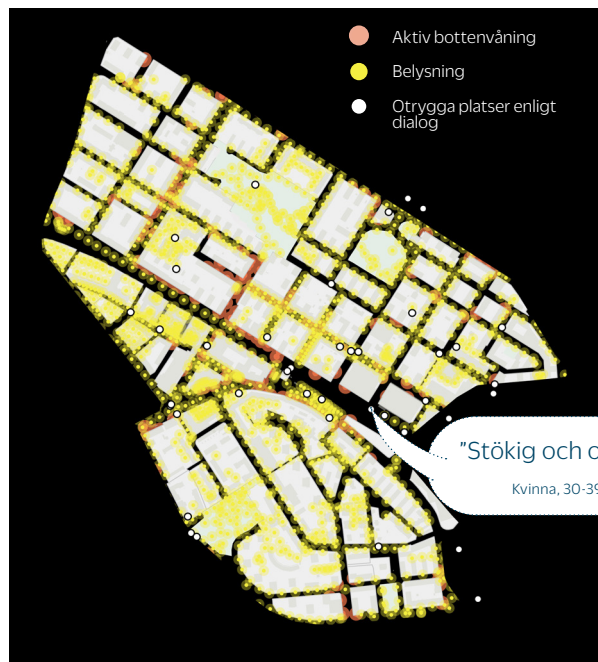 Aktiv bottenvåning
Belysning
Otrygga platser enligt
dialog
”Stökig och o
Kvinna, 30-39